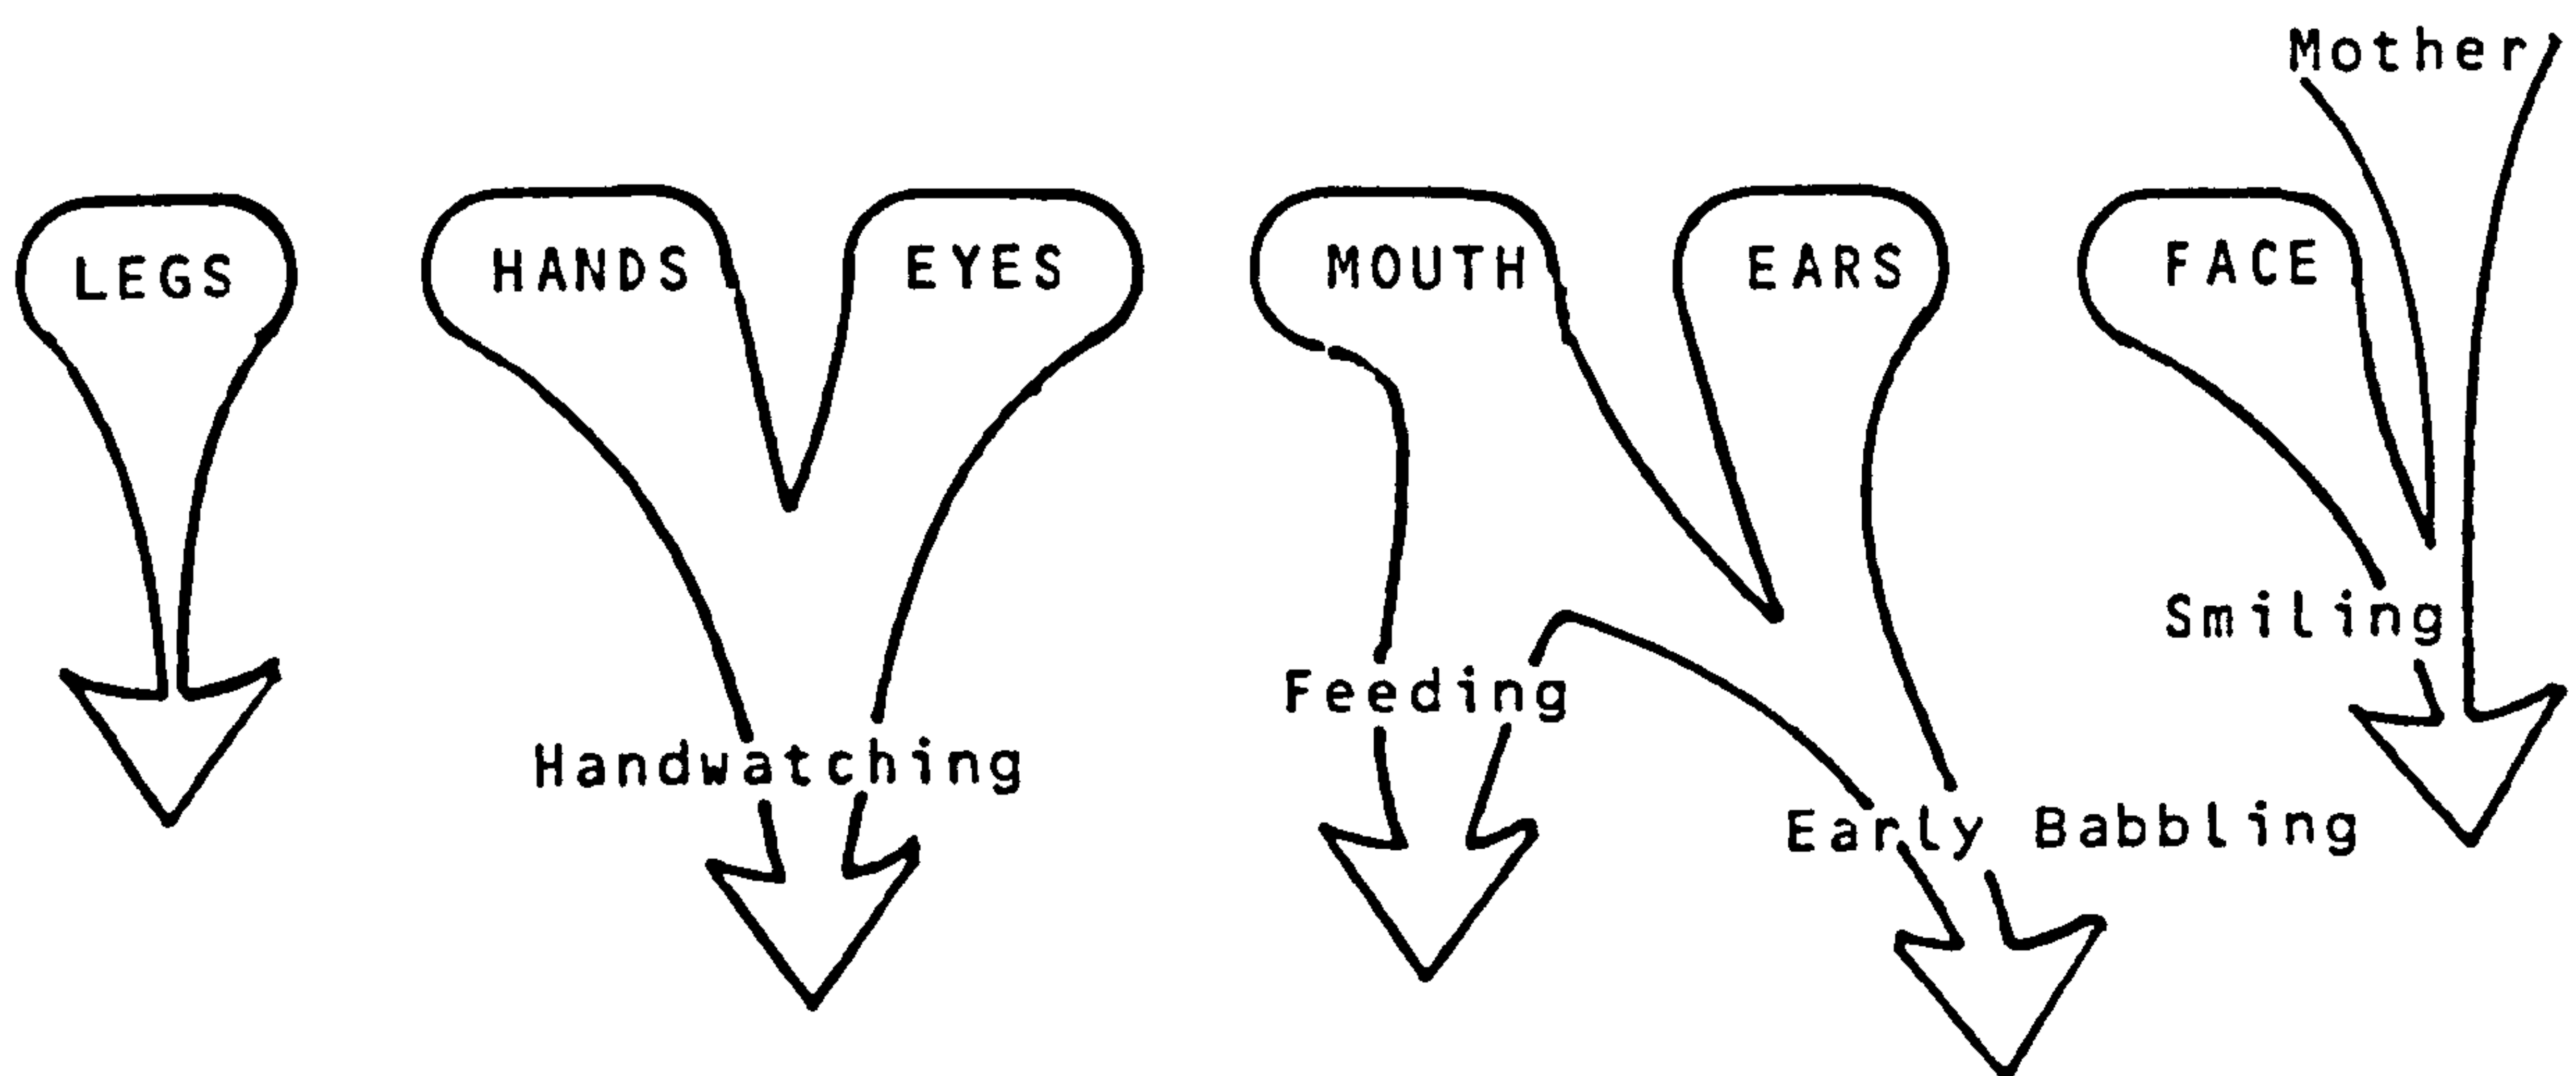 Mother
LEGS HANDS EYES MOUTH EARS FACE
Smiling
Feeding
Handwatching
Early Babbling